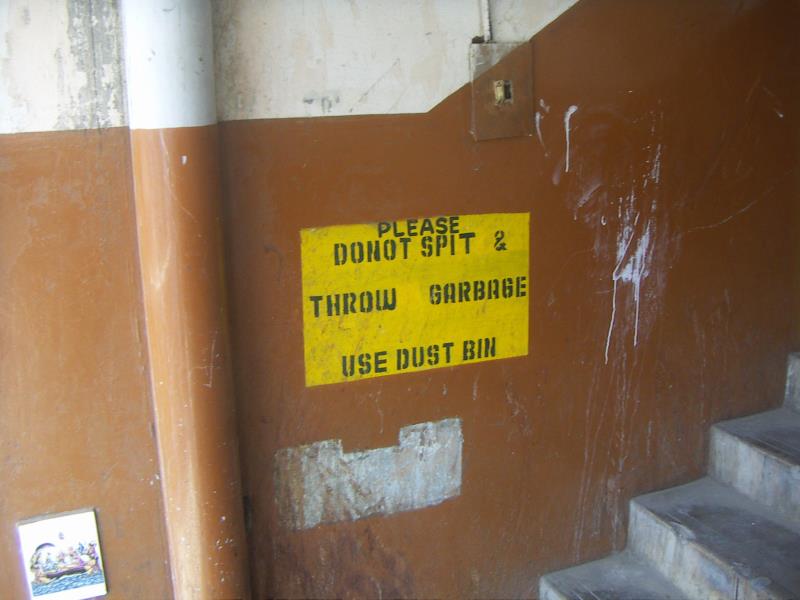 PLEASE
DONOT SPIT &
THROW GARBAGE
USE DUST BIN